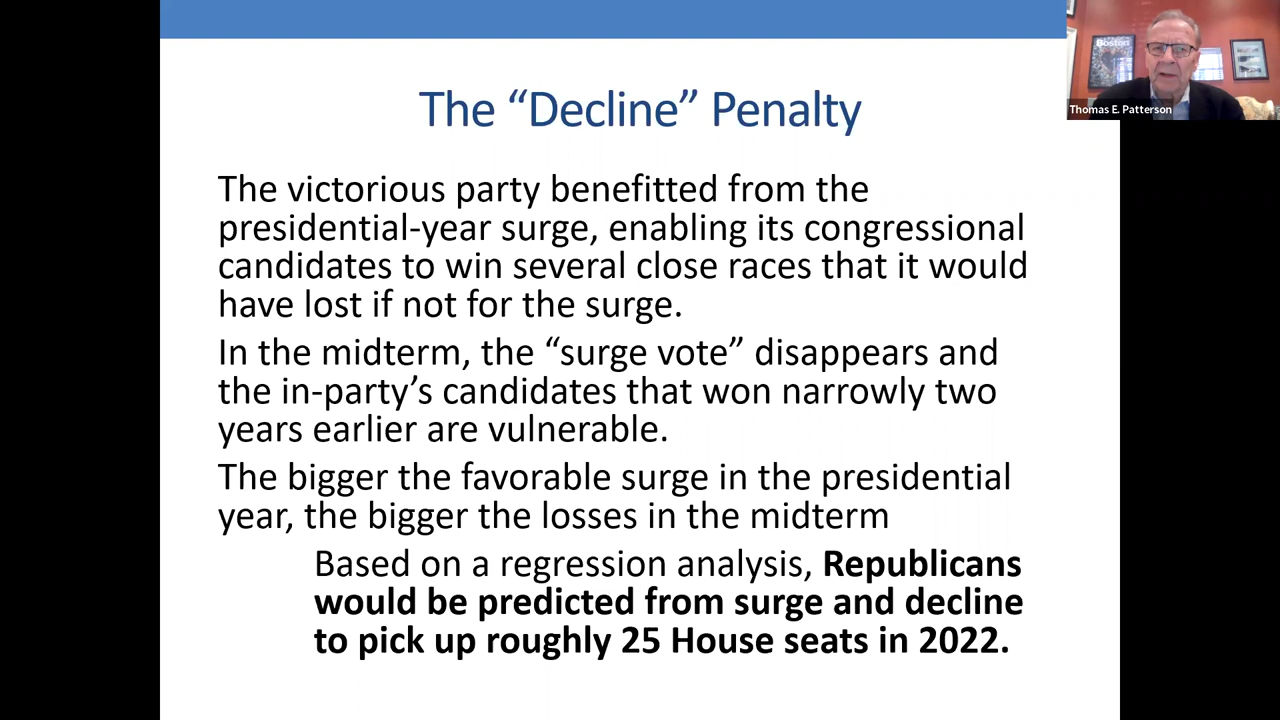 The “Decline” Penalty
The victorious party benefitted from the
presidential-year surge, enabling its congressional
candidates to win several close races that it would
have lost if not for the surge.
In the midterm, the “surge vote” disappears and
the in-party’s candidates that won narrowly two
years earlier are vulnerable.
The bigger the favorable surge in the presidential
year, the bigger the losses in the midterm
Based on a regression analysis, Republicans
would be predicted from surge and decline
to pick up roughly 25 House seats in 2022.
Boston
Thomas E. Patterson